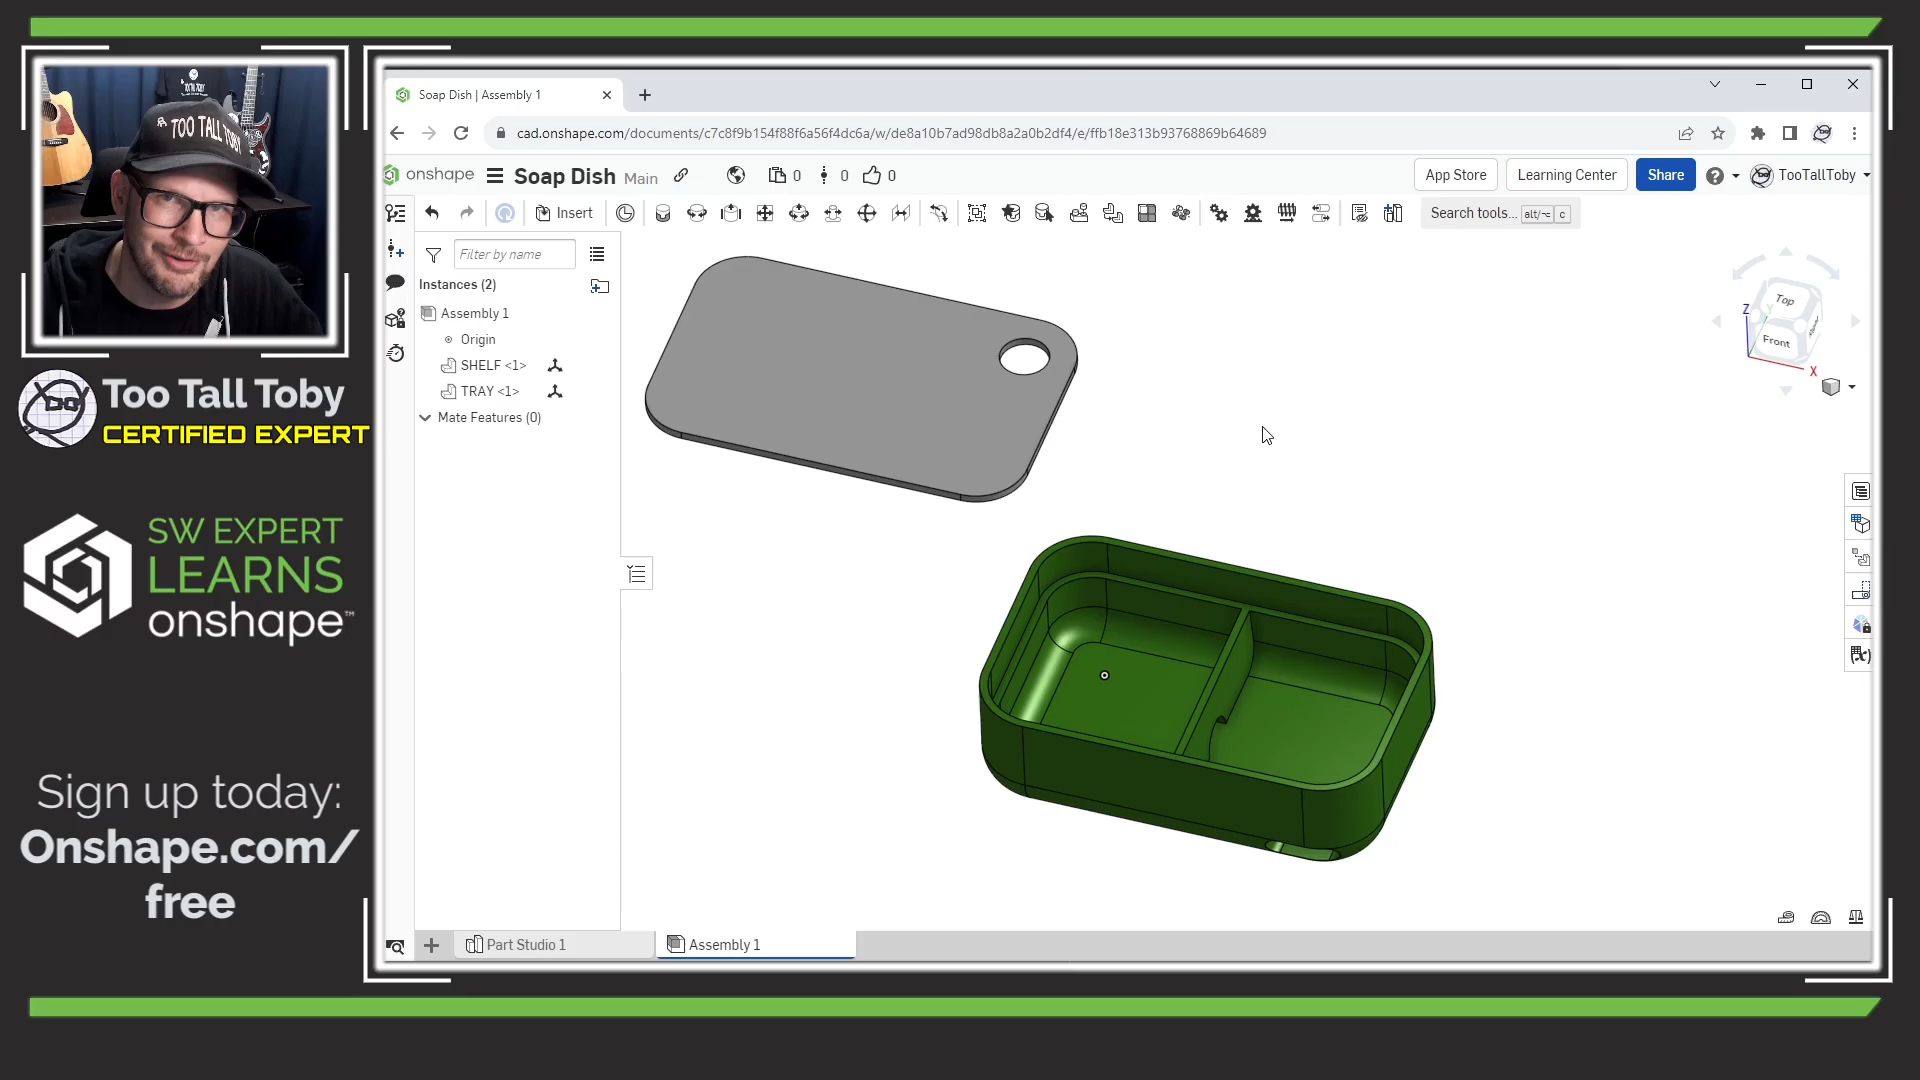 Soap Dish | Assembly 1
cad.onshape.com/documents/c7c8f9b154f88f6a56f4dc6a/w/de8a10b7ad98db8a2a0b2df4/e/ffb18e313b93768869b64689
onshape
Soap Dish Main
0
0
0
App Store
Learning Center
Share
TooTallToby
Insert
Search tools... alt/⌥ c
Filter by name
Instances (2)
Assembly 1
Origin
SHELF <1>
TRAY <1>
Mate Features (0)
Top
Front
Z
Y
X
Part Studio 1
Assembly 1
TOO TALL TOBY
Too Tall Toby
CERTIFIED EXPERT
SW EXPERT
LEARNS
onshape™
Sign up today:
Onshape.com/
free